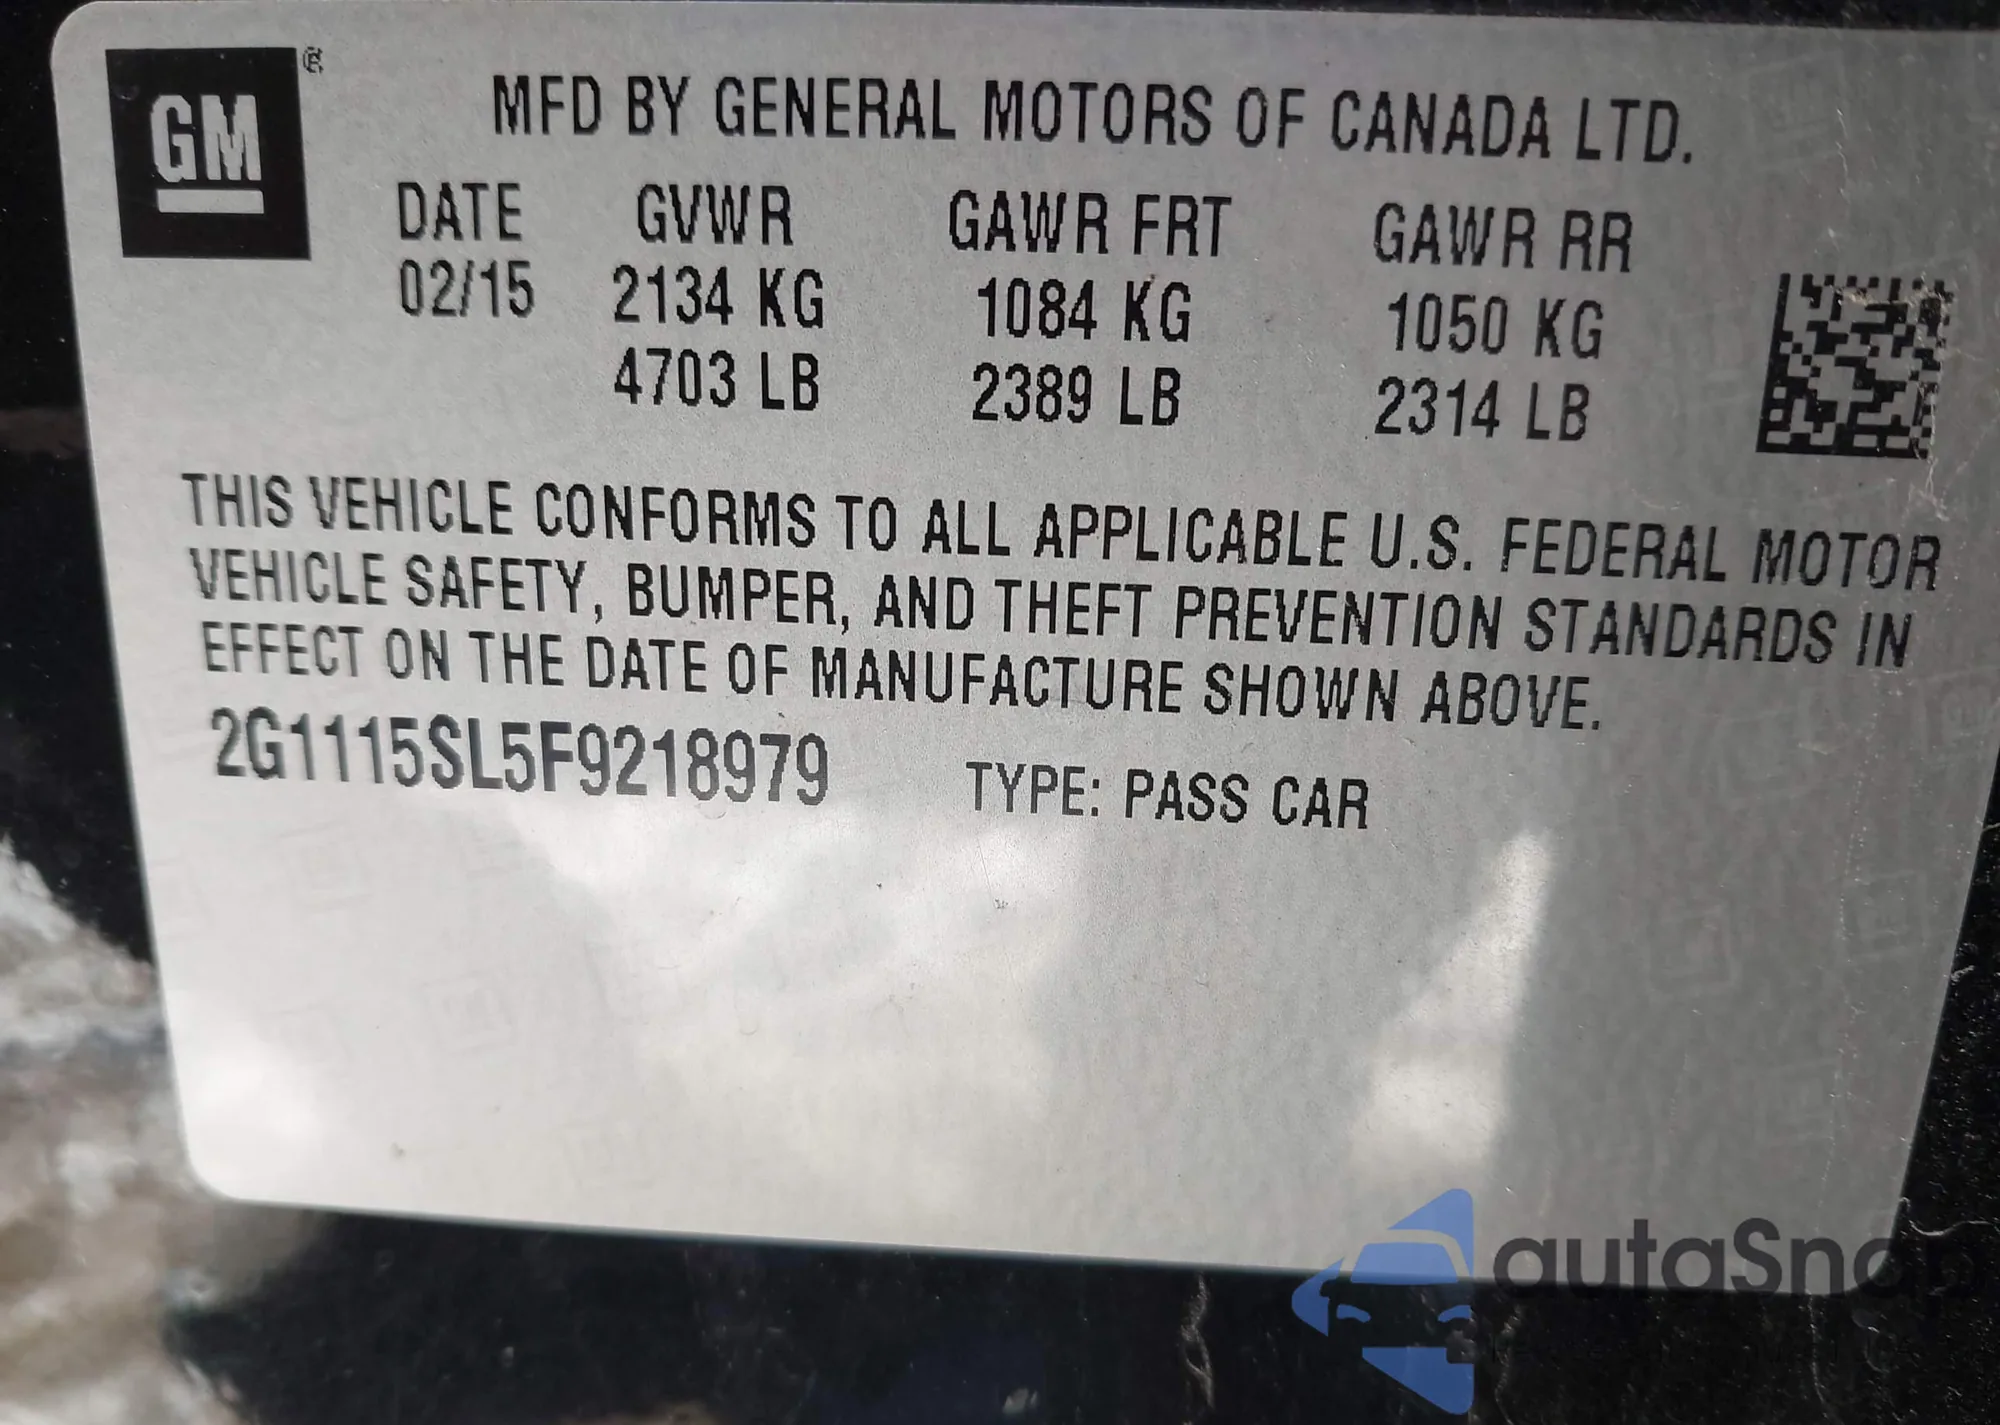 GM ®
MFD BY GENERAL MOTORS OF CANADA LTD.
DATE GVWR GAWR FRT GAWR RR
02/15 2134 KG 1084 KG 1050 KG
4703 LB 2389 LB 2314 LB
THIS VEHICLE CONFORMS TO ALL APPLICABLE U.S. FEDERAL MOTOR
VEHICLE SAFETY, BUMPER, AND THEFT PREVENTION STANDARDS IN
EFFECT ON THE DATE OF MANUFACTURE SHOWN ABOVE.
2G1115SL5F9218979 TYPE: PASS CAR
autaSnap